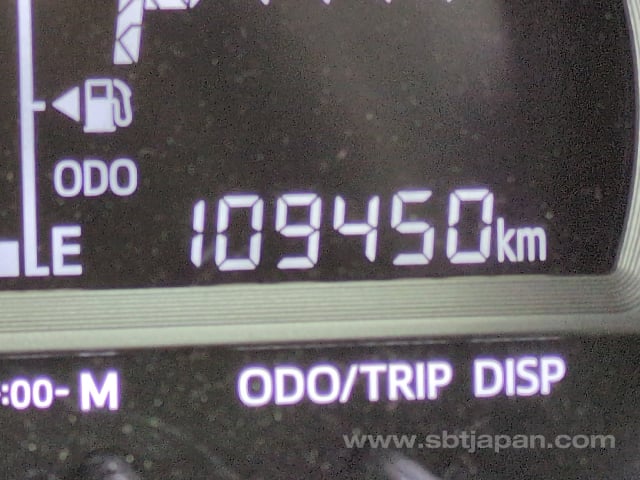 ODO
109450km
E
:00- M
ODO/TRIP DISP
www.sbtjapan.com